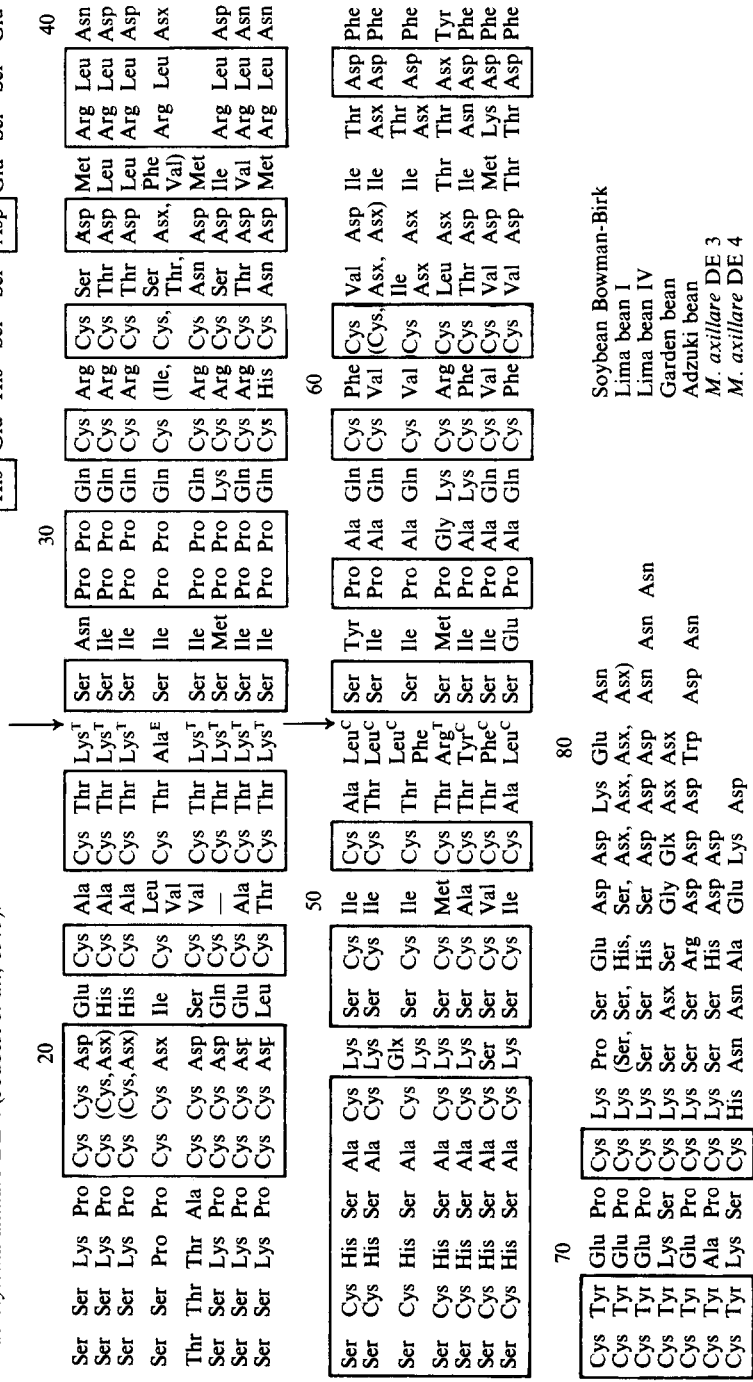 20 30 40
Ser Ser Lys Pro Cys Cys Asp Glu Cys Ala Cys Thr LysT Ser Asn Pro Pro Gln Cys Arg Cys Ser Asp Met Arg Leu Asn
Ser Ser Lys Pro Cys (Cys, Asx) His Cys Ala Cys Thr LysT Ser Ile Pro Pro Gln Cys Arg Cys Thr Asp Leu Arg Leu Asp
Ser Ser Lys Pro Cys (Cys, Asx) His Cys Ala Cys Thr LysT Ser Ile Pro Pro Gln Cys Arg Cys Thr Asp Leu Arg Leu Asp
Ser Ser Pro Pro Cys Cys Asx Ile Cys Leu Cys Thr AlaE Ser Ile Pro Pro Gln Cys (Ile, Cys, Ser Asx, Phe Arg Leu Asx
Val Thr, Val)
Thr Thr Thr Ala Cys Cys Asp Ser Cys Val Cys Thr LysT Ser Ile Pro Pro Gln Cys Arg Cys Asn Asp Met Arg Leu Asp
Ser Ser Lys Pro Cys Cys Asp Gln Cys — Cys Thr LysT Ser Met Pro Pro Lys Cys Arg Cys Ser Asp Ile Arg Leu Asn
Ser Ser Lys Pro Cys Cys Asp Glu Cys Ala Cys Thr LysT Ser Ile Pro Pro Gln Cys Arg Cys Thr Asp Val Arg Leu Asn
Ser Ser Lys Pro Cys Cys Asp Leu Cys Thr Cys Thr LysT Ser Ile Pro Pro Gln Cys His Cys Asn Asp Met
50 60
Ser Cys His Ser Ala Cys Lys Ser Cys Ile Cys Ala LeuC Ser Tyr Pro Ala Gln Cys Phe Cys Val Asp Ile Thr Asp Phe
Ser Cys His Ser Ala Cys Lys Ser Cys Ile Cys Thr LeuC Ser Ile Pro Ala Gln Cys Val (Cys, Asx, Asx) Ile Asx Asp Phe
Ser Cys His Ser Ala Cys Glx Ser Cys Ile Cys Thr LeuC Ser Ile Pro Ala Gln Cys Val Cys Ile Asx Ile Thr Asp Phe
Lys Phe Asx Asx
Ser Cys His Ser Ala Cys Lys Ser Cys Met Cys Thr ArgT Ser Met Pro Gly Lys Cys Arg Cys Leu Asx Thr Thr Asx Tyr
Ser Cys His Ser Ala Cys Lys Ser Cys Ala Cys Thr TyrC Ser Ile Pro Ala Lys Cys Phe Cys Thr Asp Ile Asn Asp Phe
Ser Cys His Ser Ala Cys Ser Ser Cys Val Cys Thr PheC Ser Ile Pro Ala Gln Cys Val Cys Val Asp Met Lys Asp Phe
Ser Cys His Ser Ala Cys Lys Ser Cys Ile Cys Ala LeuC Ser Glu Pro Ala Gln Cys Phe Cys Val Asp Thr Thr Asp Phe
70 80
Cys Tyr Glu Pro Cys Lys Pro Ser Glu Asp Asp Lys Glu Asn Soybean Bowman-Birk
Cys Tyr Glu Pro Cys Lys (Ser, Ser, His, Ser, Asx, Asx, Asx, Asx) Lima bean I
Cys Tyr Glu Pro Cys Lys Ser Ser His Ser Asp Asp Asp Asn Asn Asn Lima bean IV
Cys Tyr Lys Ser Cys Lys Ser Asx Ser Gly Glx Asx Asx Garden bean
Cys Tyr Glu Pro Cys Lys Ser Ser Arg Asp Asp Asp Trp Asp Asn Adzuki bean
Cys Tyr Ala Pro Cys Lys Ser Ser His Asp Asp M. axillare DE 3
Cys Tyr Lys Ser Cys His Asn Asn Ala Glu Lys Asp M. axillare DE 4